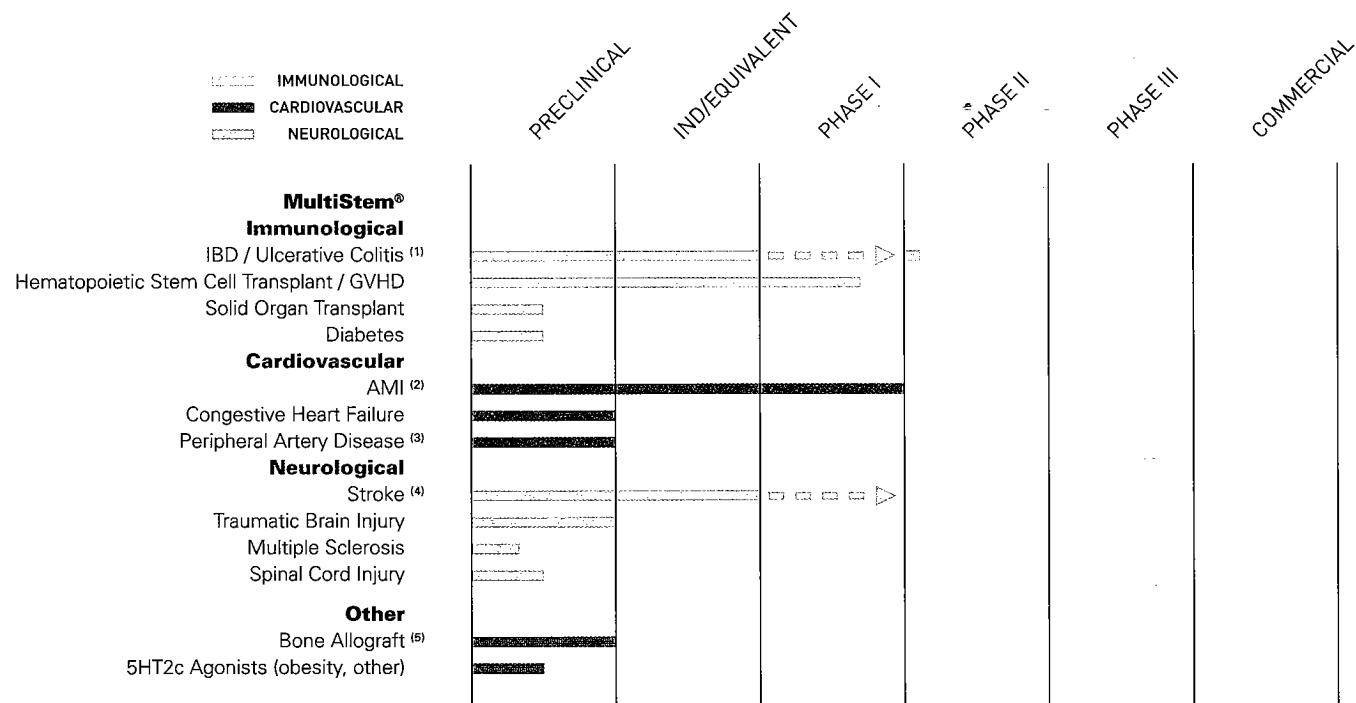 IMMUNOLOGICAL
CARDIOVASCULAR
NEUROLOGICAL
PRECLINICAL
IND/EQUIVALENT
PHASE I
PHASE II
PHASE III
COMMERCIAL
MultiStem®
Immunological
IBD / Ulcerative Colitis (1)
Hematopoietic Stem Cell Transplant / GVHD
Solid Organ Transplant
Diabetes
Cardiovascular
AMI (2)
Congestive Heart Failure
Peripheral Artery Disease (3)
Neurological
Stroke (4)
Traumatic Brain Injury
Multiple Sclerosis
Spinal Cord Injury
Other
Bone Allograft (5)
5HT2c Agonists (obesity, other)